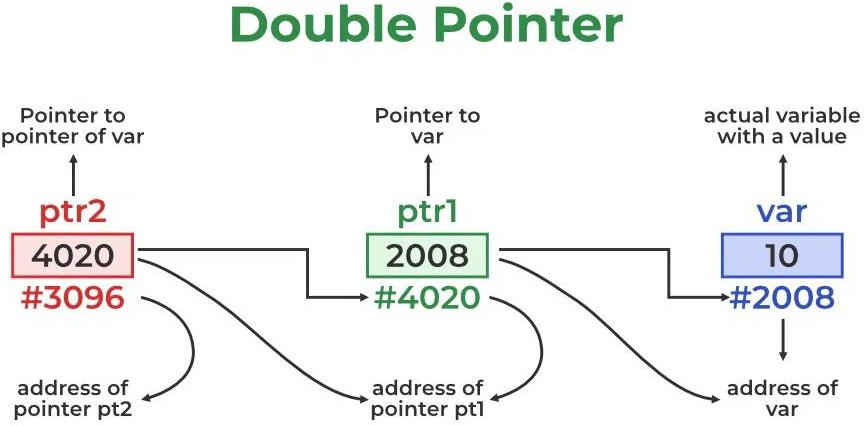 Double Pointer
Pointer to
pointer of var
Pointer to
var
actual variable
with a value
ptr2
ptr1
var
4020
2008
10
#3096
#4020
#2008
address of
pointer pt2
address of
pointer pt1
address of
var